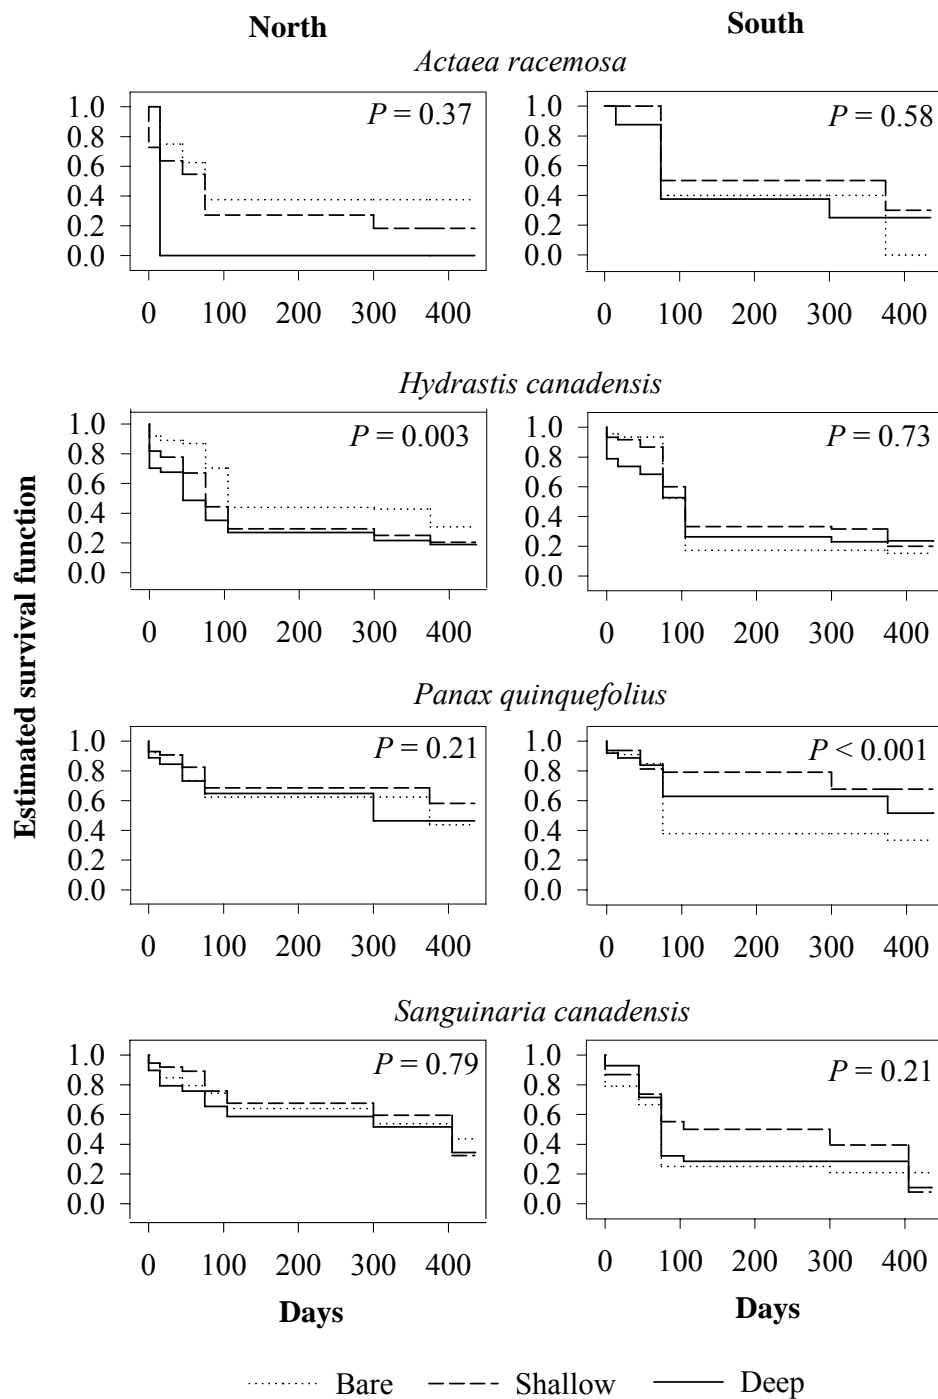 North South
Actaea racemosa
P = 0.37 P = 0.58
1.0 1.0
0.8 0.8
0.6 0.6
0.4 0.4
0.2 0.2
0.0 0.0
0 100 200 300 400 0 100 200 300 400
Hydrastis canadensis
P = 0.003 P = 0.73
1.0 1.0
0.8 0.8
0.6 0.6
0.4 0.4
0.2 0.2
0.0 0.0
0 100 200 300 400 0 100 200 300 400
Estimated survival function
Panax quinquefolius
P = 0.21 P < 0.001
1.0 1.0
0.8 0.8
0.6 0.6
0.4 0.4
0.2 0.2
0.0 0.0
0 100 200 300 400 0 100 200 300 400
Sanguinaria canadensis
P = 0.79 P = 0.21
1.0 1.0
0.8 0.8
0.6 0.6
0.4 0.4
0.2 0.2
0.0 0.0
0 100 200 300 400 0 100 200 300 400
Days Days
Bare Shallow Deep